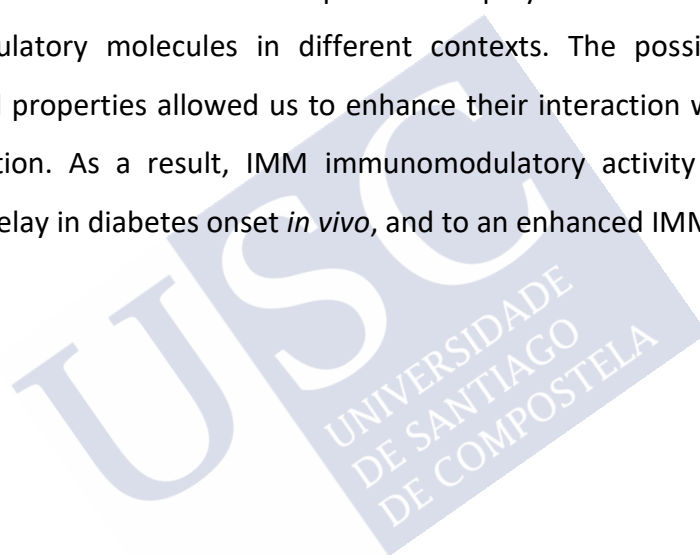 ulatory molecules in different contexts. The possi
l properties allowed us to enhance their interaction
tion. As a result, IMM immunomodulatory activity
elay in diabetes onset in vivo, and to an enhanced IMM
USC
UNIVERSIDADE
DE SANTIAGO
DE COMPOSTELA